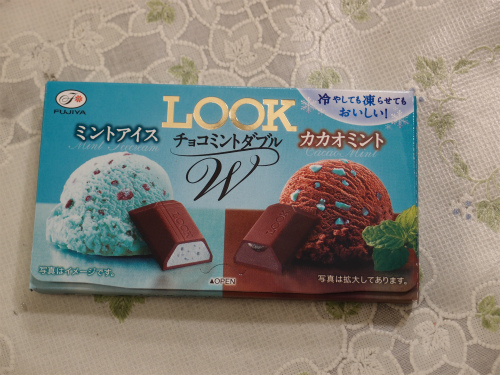 FUJIYA
LOOK
冷やしても凍らせても
おいしい!
ミントアイス
チョコミントダブル
カカオミント
Mint Icecream
W
Cacao Mint
写真はイメージです。
▲OPEN
写真は拡大してあります。